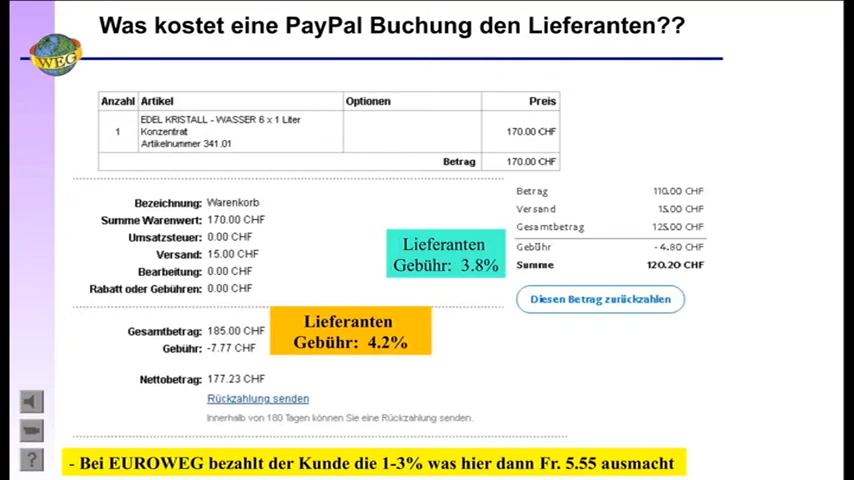 Was kostet eine PayPal Buchung den Lieferanten??
WEG
Anzahl Artikel Optionen Preis
1 EDEL KRISTALL - WASSER 6 x 1 Liter
Konzentrat 170.00 CHF
Artikelnummer 341.01
Betrag 170.00 CHF
Bezeichnung: Warenkorb
Summe Warenwert: 170.00 CHF
Umsatzsteuer: 0.00 CHF
Versand: 15.00 CHF
Bearbeitung: 0.00 CHF
Rabatt oder Gebühren: 0.00 CHF
Lieferanten
Gebühr: 3.8%
Betrag 110.00 CHF
Versand 15.00 CHF
Gesamtbetrag 125.00 CHF
Gebühr - 4.80 CHF
Summe 120.20 CHF
Diesen Betrag zurückzahlen
Gesamtbetrag: 185.00 CHF
Gebühr: -7.77 CHF
Lieferanten
Gebühr: 4.2%
Nettobetrag: 177.23 CHF
Rückzahlung senden
Innerhalb von 180 Tagen können Sie eine Rückzahlung senden.
?
- Bei EUROWEG bezahlt der Kunde die 1-3% was hier dann Fr. 5.55 ausmacht